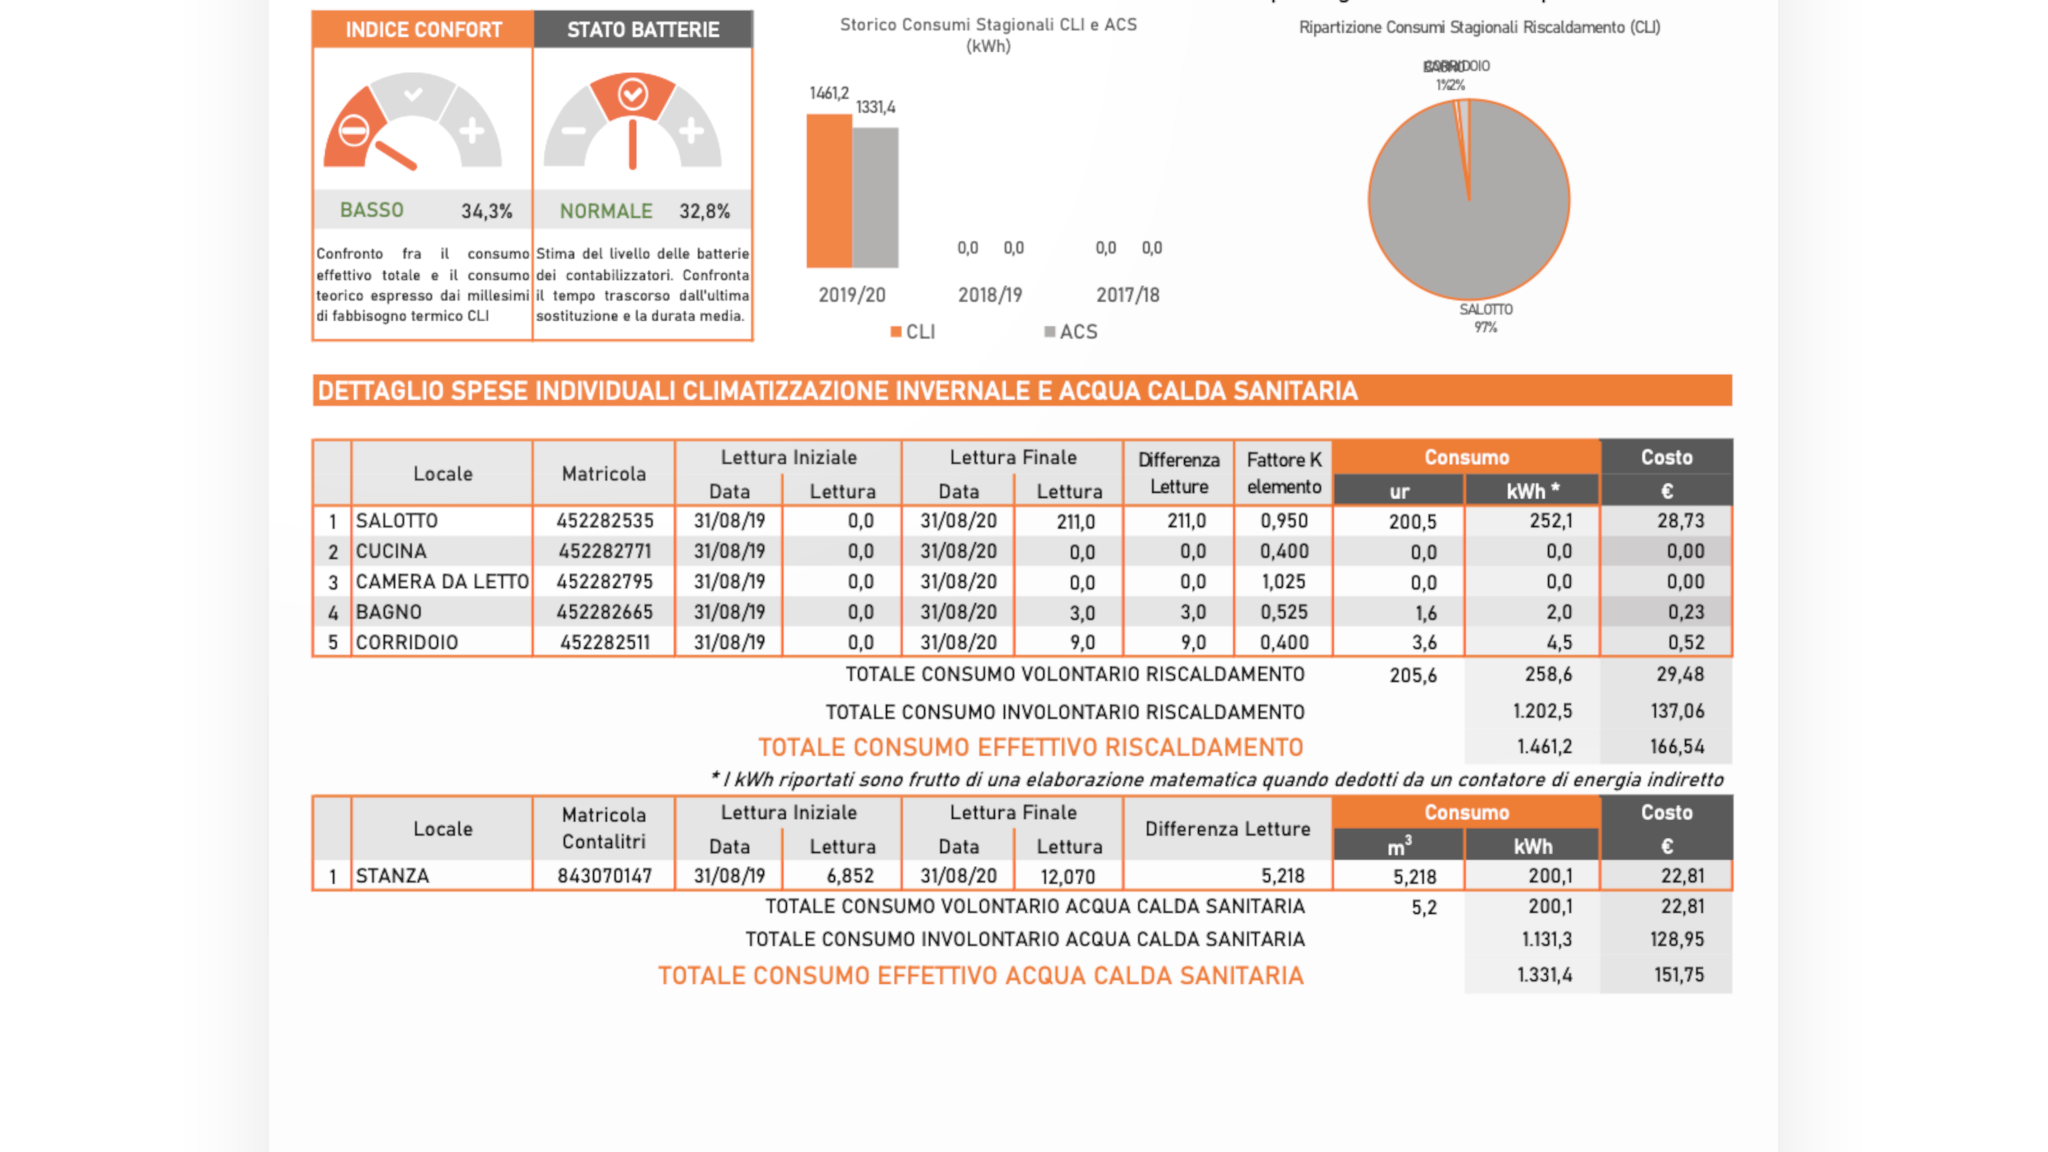 INDICE CONFORT
STATO BATTERIE
BASSO 34,3%
NORMALE 32,8%
Confronto fra il consumo
effettivo totale e il consumo
teorico espresso dai millesimi
di fabbisogno termico CLI
Stima del livello delle batterie
dei contabilizzatori. Confronta
il tempo trascorso dall'ultima
sostituzione e la durata media.
Storico Consumi Stagionali CLI e ACS
(kWh)
1461,2
1331,4
0,0 0,0 0,0 0,0
2019/20 2018/19 2017/18
CLI ACS
Ripartizione Consumi Stagionali Riscaldamento (CLI)
CORRIDOIO
1% 2%
SALOTTO
97%
DETTAGLIO SPESE INDIVIDUALI CLIMATIZZAZIONE INVERNALE E ACQUA CALDA SANITARIA
Locale Matricola Lettura Iniziale Lettura Finale Differenza Letture Fattore K elemento Consumo Costo
Data Lettura Data Lettura ur kWh * €
1 SALOTTO 452282535 31/08/19 0,0 31/08/20 211,0 211,0 0,950 200,5 252,1 28,73
2 CUCINA 452282771 31/08/19 0,0 31/08/20 0,0 0,0 0,400 0,0 0,0 0,00
3 CAMERA DA LETTO 452282795 31/08/19 0,0 31/08/20 0,0 0,0 1,025 0,0 0,0 0,00
4 BAGNO 452282665 31/08/19 0,0 31/08/20 3,0 3,0 0,525 1,6 2,0 0,23
5 CORRIDOIO 452282511 31/08/19 0,0 31/08/20 9,0 9,0 0,400 3,6 4,5 0,52
TOTALE CONSUMO VOLONTARIO RISCALDAMENTO 205,6 258,6 29,48
TOTALE CONSUMO INVOLONTARIO RISCALDAMENTO 1.202,5 137,06
TOTALE CONSUMO EFFETTIVO RISCALDAMENTO 1.461,2 166,54
* I kWh riportati sono frutto di una elaborazione matematica quando dedotti da un contatore di energia indiretto
Locale Matricola Contalitri Lettura Iniziale Lettura Finale Differenza Letture Consumo Costo
Data Lettura Data Lettura m³ kWh €
1 STANZA 843070147 31/08/19 6,852 31/08/20 12,070 5,218 5,218 200,1 22,81
TOTALE CONSUMO VOLONTARIO ACQUA CALDA SANITARIA 5,2 200,1 22,81
TOTALE CONSUMO INVOLONTARIO ACQUA CALDA SANITARIA 1.131,3 128,95
TOTALE CONSUMO EFFETTIVO ACQUA CALDA SANITARIA 1.331,4 151,75